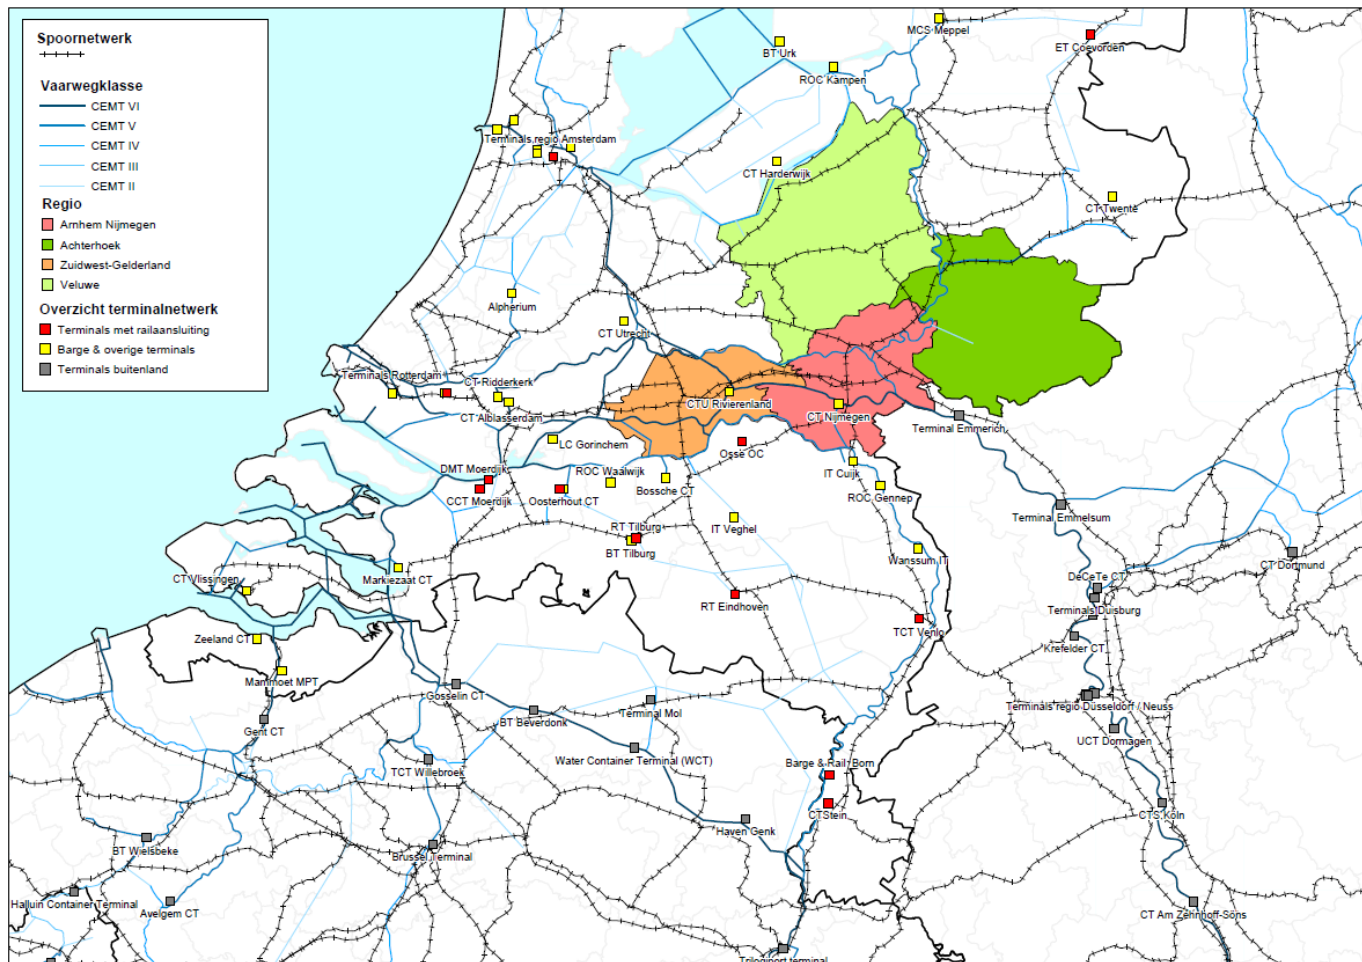 Spoornetwerk
Vaarwegklasse
CEMT VI
CEMT V
CEMT IV
CEMT III
CEMT II
Regio
Arnhem Nijmegen
Achterhoek
Zuidwest-Gelderland
Veluwe
Overzicht terminalnetwerk
Terminals met railaansluiting
Barge & overige terminals
Terminals buitenland
MCS Meppel
ET Coevorden
BT Urk
ROC Kampen
Terminals regio Amsterdam
CT Harderwijk
CT Twente
Alpherium
CT Utrecht
Terminals Rotterdam
CT Ridderkerk
CTU Rivierenland
CT Nijmegen
CT Alblasserdam
Terminal Emmerich
LC Gorinchem
Osse OC
DMT Moerdijk
ROC Waalwijk
IT Cuijk
CCT Moerdijk
Oosterhout CT
Bossche CT
ROC Gennep
Terminal Emmelsum
RT Tilburg
IT Veghel
BT Tilburg
Wanssum IT
CT Dortmund
CT Vlissingen
Markiezaat CT
DeCeTe CT
RT Eindhoven
Terminals Duisburg
Zeeland CT
TCT Venlo
Krefelder CT
Mammoet MPT
Gosselin CT
Terminal Mol
Terminals regio Düsseldorf / Neuss
BT Beverdonk
Gent CT
UCT Dormagen
Water Container Terminal (WCT)
Barge & Rail Born
TCT Willebroek
CTStein
CTS Köln
Haven Genk
BT Wielsbeke
Brussel Terminal
Halluin Container Terminal
Avelgem CT
CT Am Zehnhoff-Söns
Trilogiport terminal